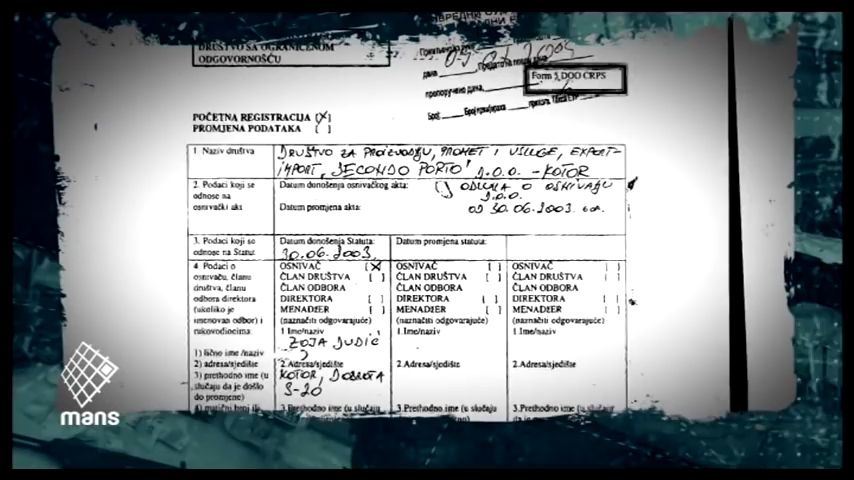 DRUŠTVO SA OGRANIČENOM
ODGOVORNOŠĆU
Form 5 DOO CRPS
POČETNA REGISTRACIJA [X]
PROMJENA PODATAKA [ ]
1. Naziv društva
DRUŠTVO ZA PROIZVODNJU, PROMET I USLUGE, EXPORT-
IMPORT, "SECONDO PORTO" D.O.O. - KOTOR
2. Podaci koji se
odnose na
osnivački akt
Datum donošenja osnivačkog akta:
ODLUKA O OSNIVANJU
D.O.O.
Datum promjena akta:
OD 30.06.2003.
3. Podaci koji se
odnose na Statut
Datum donošenja Statuta:
30.06.2003.
Datum promjena statuta:
4. Podaci o
osnivaču, članu
društva, članu
odbora direktora
(ukoliko je
imenovan odbor) i
rukovodiocima:
1) lično ime /naziv
2) adresa/sjedište
3) prethodno ime (u
slučaju da je došlo
do promjene)
OSNIVAČ [X]
ČLAN DRUŠTVA [ ]
ČLAN ODBORA
DIREKTORA [ ]
MENADžER [ ]
(naznačiti odgovarajuće)
1.Ime/naziv
ZOJA JUDIĆ
2.Adresa/sjedište
KOTOR, DOBROTA
S-20
3.Prethodno ime (u slučaju
OSNIVAČ [ ]
ČLAN DRUŠTVA [ ]
ČLAN ODBORA
DIREKTORA [ ]
MENADžER [ ]
(naznačiti odgovarajuće)
1.Ime/naziv
2.Adresa/sjedište
3.Prethodno ime (u slučaju
OSNIVAČ [ ]
ČLAN DRUŠTVA [ ]
ČLAN ODBORA
DIREKTORA [ ]
MENADžER [ ]
(naznačiti odgovarajuće)
1.Ime/naziv
2.Adresa/sjedište
3.Prethodno ime (u slučaju
mans